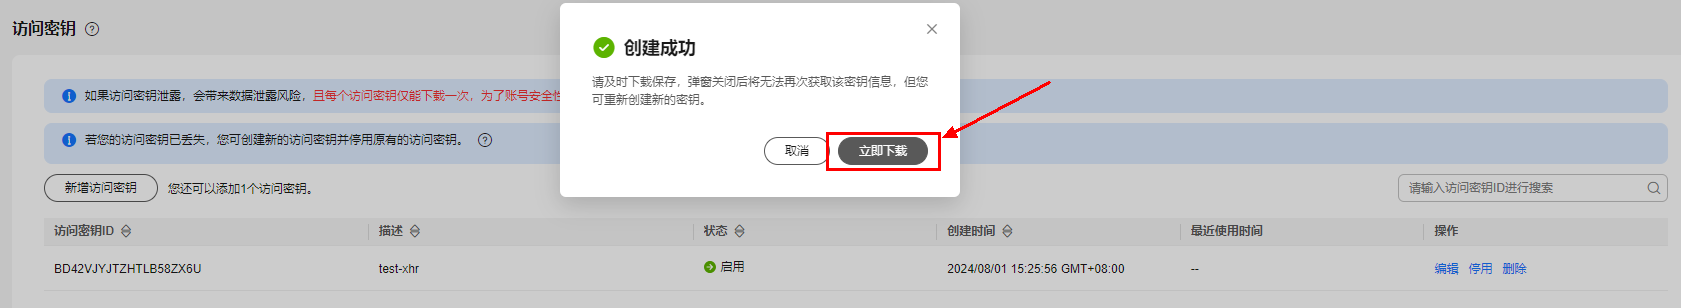 访问密钥
创建成功
请及时下载保存，弹窗关闭后将无法再次获取该密钥信息，但您
可重新创建新的密钥。
取消
立即下载
如果访问密钥泄露，会带来数据泄露风险，且每个访问密钥仅能下载一次，为了账号安全性
若您的访问密钥已丢失，您可创建新的访问密钥并停用原有的访问密钥。
新增访问密钥 您还可以添加1个访问密钥。
请输入访问密钥ID进行搜索
访问密钥ID 描述 状态 创建时间 最近使用时间 操作
BD42VJYJTZHTLB58ZX6U test-xhr 启用 2024/08/01 15:25:56 GMT+08:00 -- 编辑 停用 删除